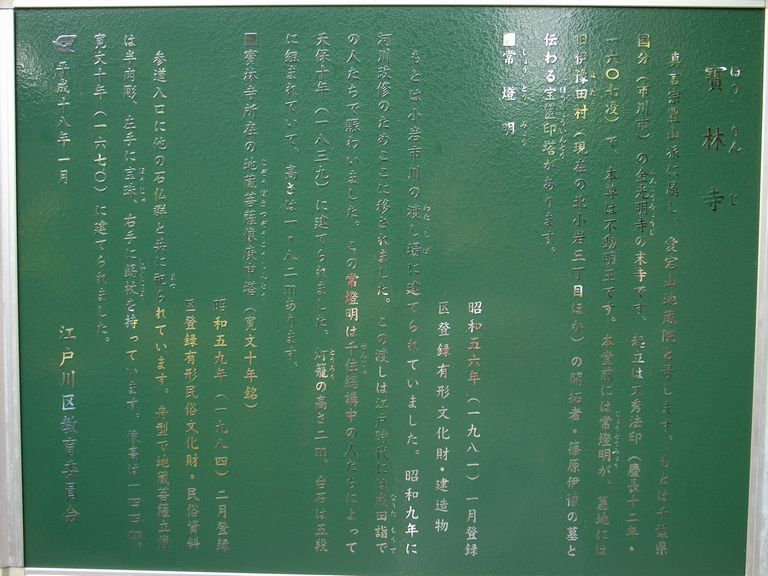 寶林寺
ほう りん じ
真言宗豊山派に属し、愛宕山地蔵院と号します。もとは千葉県
国分（市川市）の金光明寺の末寺です。起立は元秀法印（慶長十二年・
一六〇七没）で、本尊は不動明王です。本堂前には常燈明が、墓地には
旧伊豫田村（現在の北小岩三丁目ほか）の開拓者・篠原伊豫の墓と
伝わる宝篋印塔があります。
■常燈明
昭和五六年（一九八一）一月登録
区登録有形文化財・建造物
もとは小岩市川の渡し場に建てられていました。昭和九年に
河川改修のためここに移されました。この渡しは江戸時代には成田詣で
の人たちで賑わいました。この常燈明は千住総講中の人たちによって
天保十年（一八三九）に建てられました。灯籠の高さ二m、台石は五段
に組まれていて、高さは一・八二mあります。
■寶林寺所在の地蔵菩薩像庚申塔（寛文十年銘）
昭和五九年（一九八四）二月登録
区登録有形民俗文化財・民俗資料
参道入口に他の石仏群と共に祀られています。舟型で地蔵菩薩立像
は半肉彫、左手に宝珠、右手に錫杖を持っています。像高は一四四㎝、
寛文十年（一六七〇）に建てられました。
平成十八年一月
江戸川区教育委員会